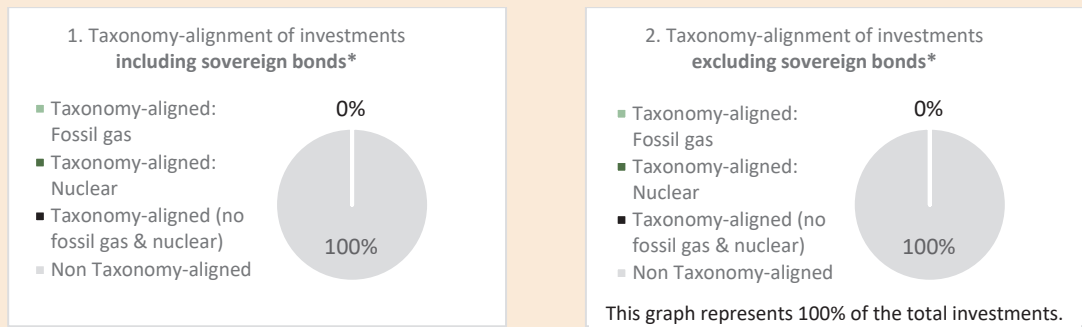 1. Taxonomy-alignment of investments
including sovereign bonds*
Taxonomy-aligned:
Fossil gas
Taxonomy-aligned:
Nuclear
Taxonomy-aligned (no
fossil gas & nuclear)
Non Taxonomy-aligned
0%
100%
2. Taxonomy-alignment of investments
excluding sovereign bonds*
Taxonomy-aligned:
Fossil gas
Taxonomy-aligned:
Nuclear
Taxonomy-aligned (no
fossil gas & nuclear)
Non Taxonomy-aligned
0%
100%
This graph represents 100% of the total investments.